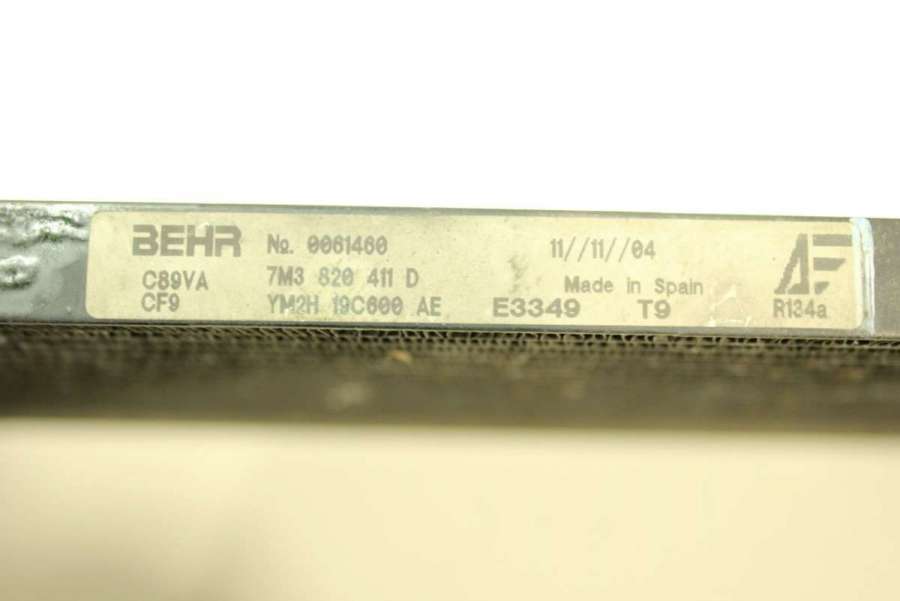 BEHR No. 0061460 11//11//04
C89VA 7M3 820 411 D Made in Spain
CF9 YM2H 19C600 AE E3349 T9 R134a